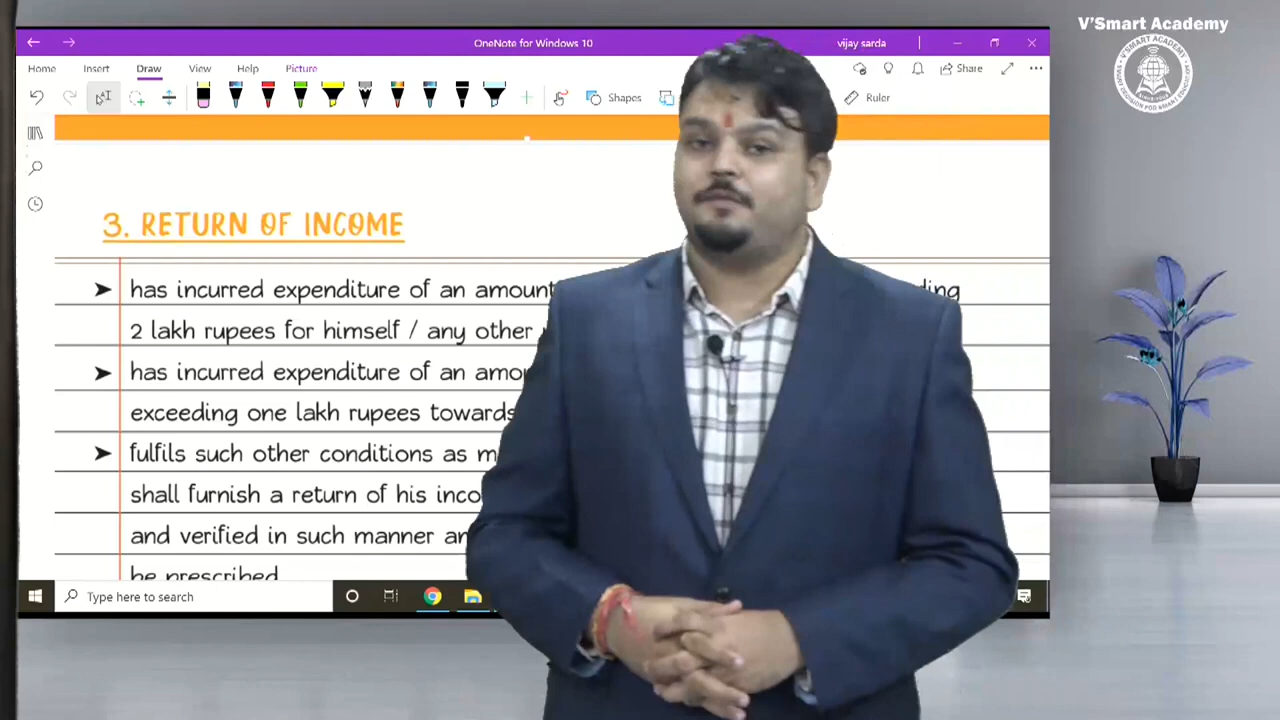 V'Smart Academy
OneNote for Windows 10
vijay sarda
Home Insert Draw View Help Picture
Share
Shapes
Ruler
3. RETURN OF INCOME
➤ has incurred expenditure of an amount
2 lakh rupees for himself / any other
➤ has incurred expenditure of an
exceeding one lakh rupees towards
➤ fulfils such other conditions as
shall furnish a return of his
and verified in such manner
be prescribed
Type here to search